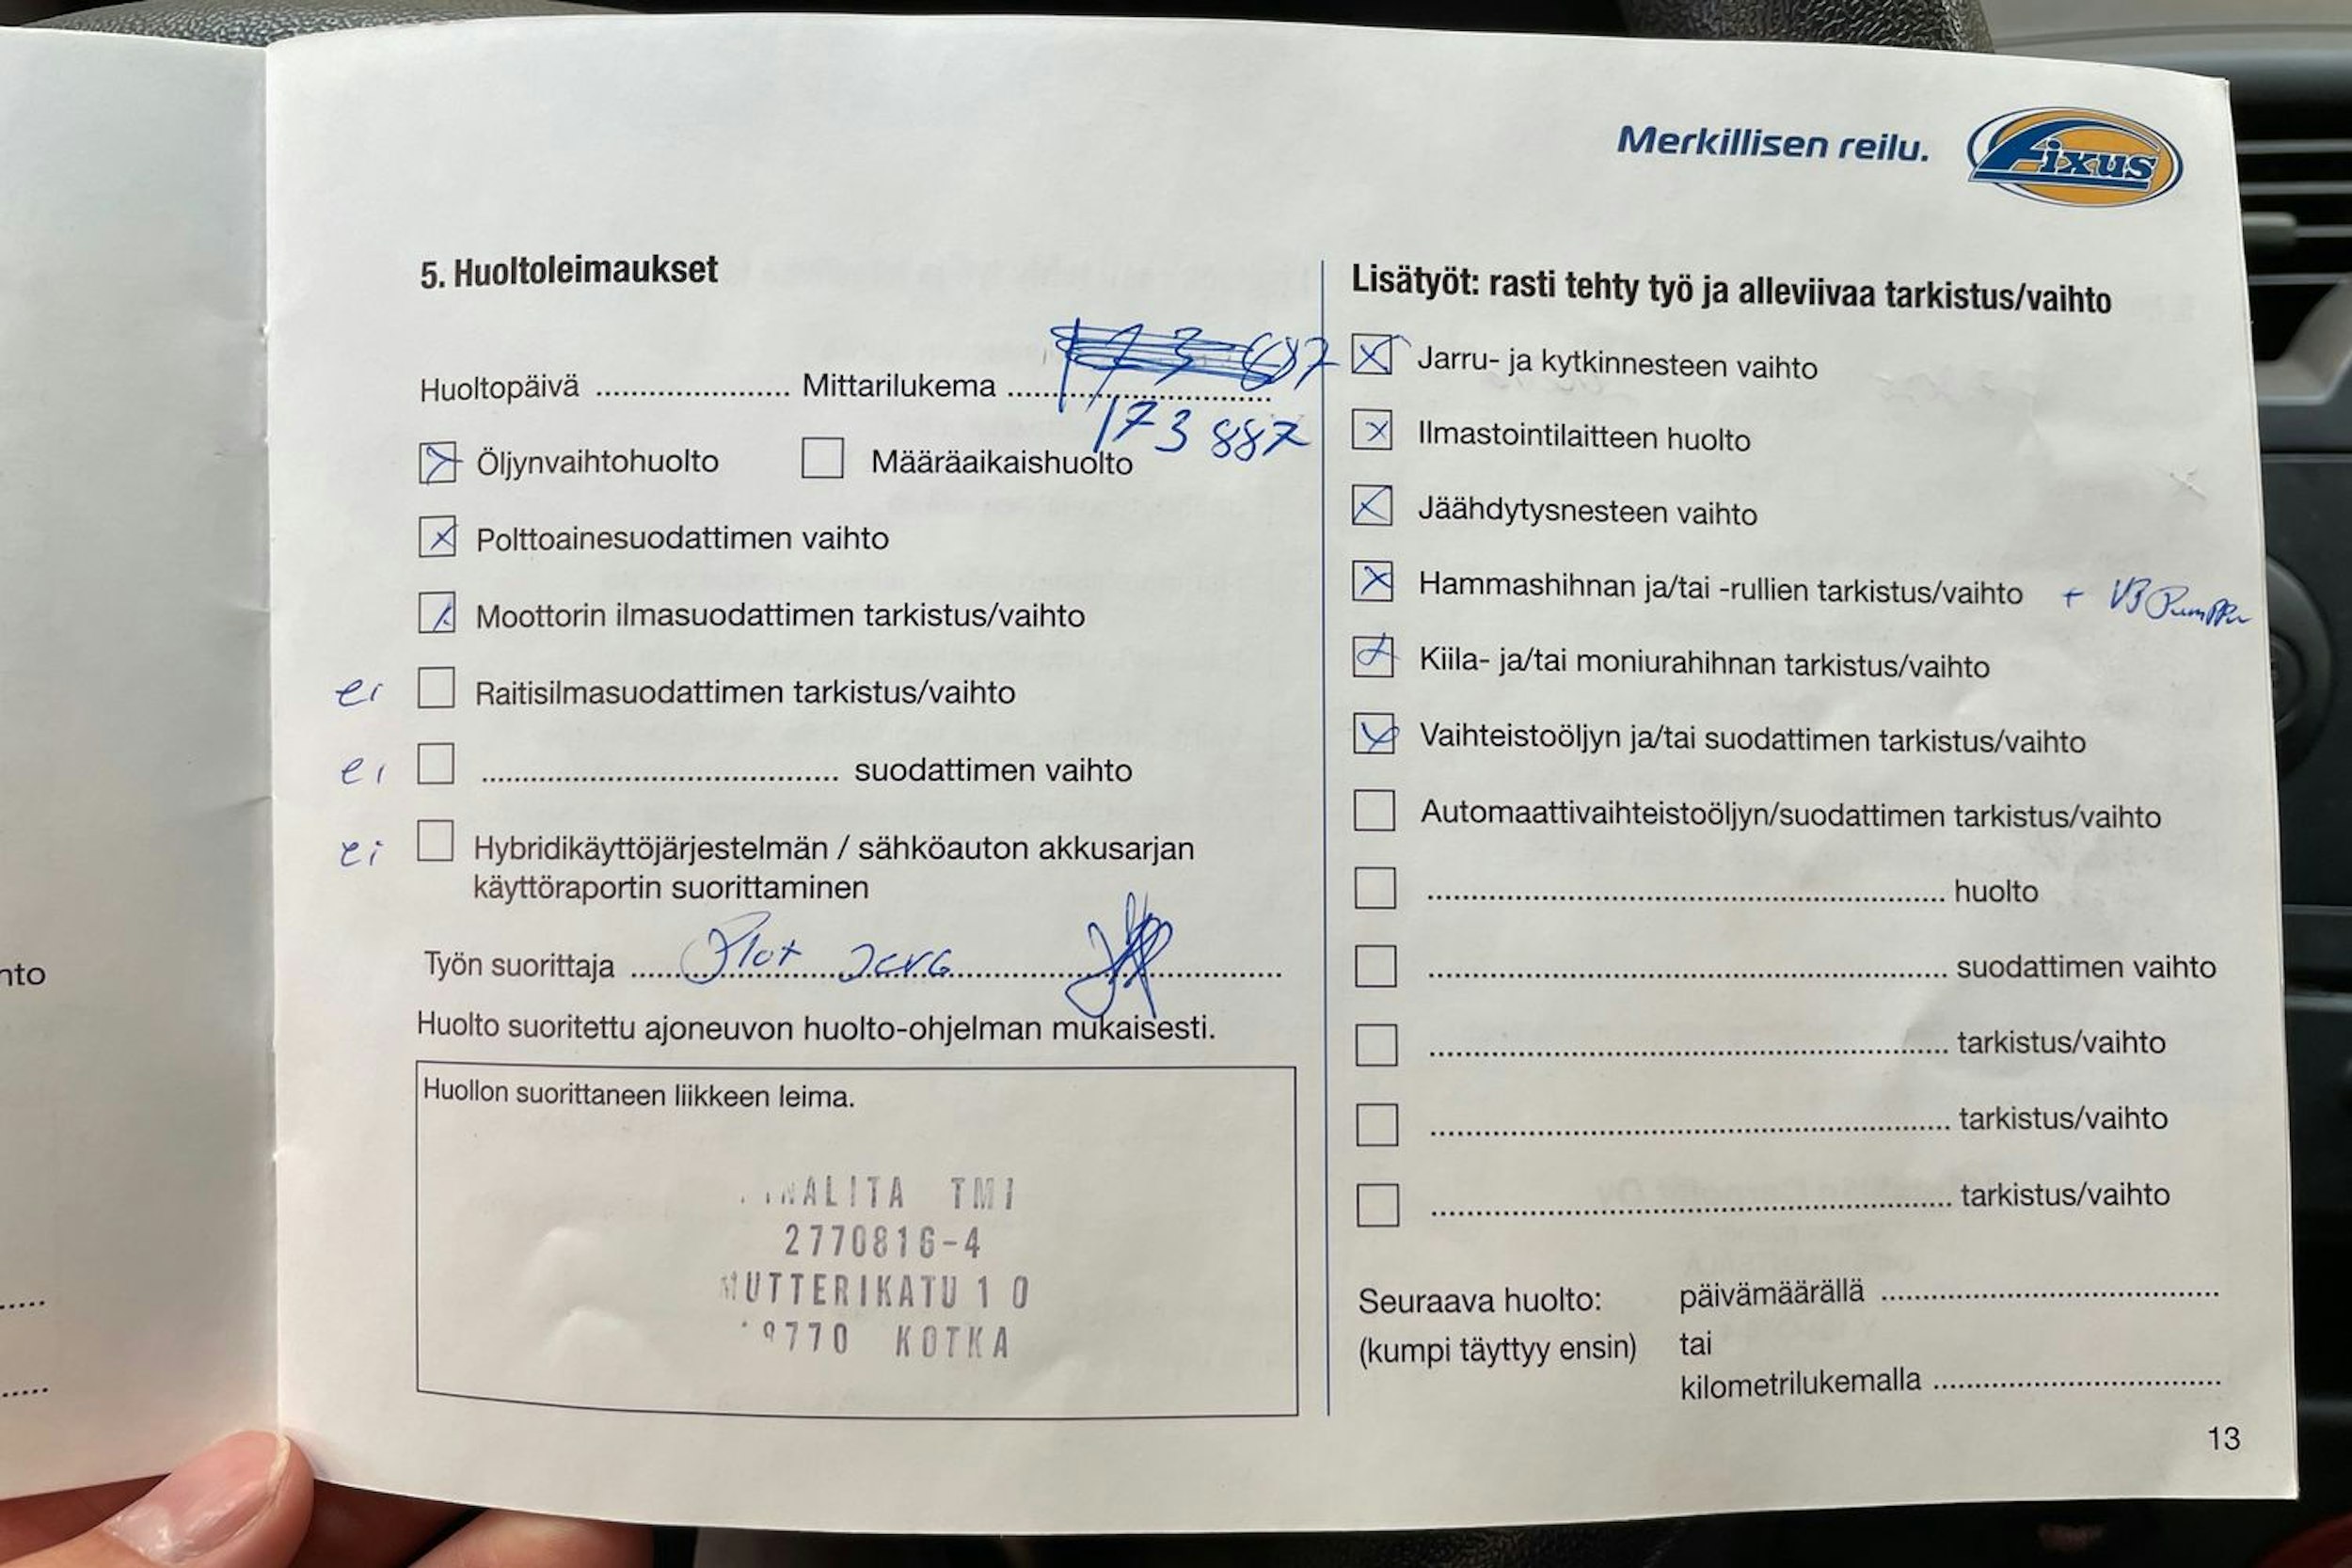 Merkillisen reilu.
Fixus
5. Huoltoleimaukset
Huoltopäivä .................... Mittarilukema ............................
173 887
Öljynvaihtohuolto Määräaikaishuolto
Polttoainesuodattimen vaihto
Moottorin ilmasuodattimen tarkistus/vaihto
ei Raitisilmasuodattimen tarkistus/vaihto
ei ..................................... suodattimen vaihto
ei Hybridikäyttöjärjestelmän / sähköauton akkusarjan
käyttöraportin suorittaminen
Työn suorittaja
Huolto suoritettu ajoneuvon huolto-ohjelman mukaisesti.
Huollon suorittaneen liikkeen leima.
TMI
2770816-4
MUTTERIKATU 10
KOTKA
Lisätyöt: rasti tehty työ ja alleviivaa tarkistus/vaihto
Jarru- ja kytkinnesteen vaihto
Ilmastointilaitteen huolto
Jäähdytysnesteen vaihto
Hammashihnan ja/tai -rullien tarkistus/vaihto +
Kiila- ja/tai moniurahihnan tarkistus/vaihto
Vaihteistoöljyn ja/tai suodattimen tarkistus/vaihto
Automaattivaihteistoöljyn/suodattimen tarkistus/vaihto
..................................................... huolto
..................................................... suodattimen vaihto
..................................................... tarkistus/vaihto
..................................................... tarkistus/vaihto
..................................................... tarkistus/vaihto
Seuraava huolto: päivämäärällä ...................................
(kumpi täyttyy ensin) tai
kilometrilukemalla ..............................
13
nto